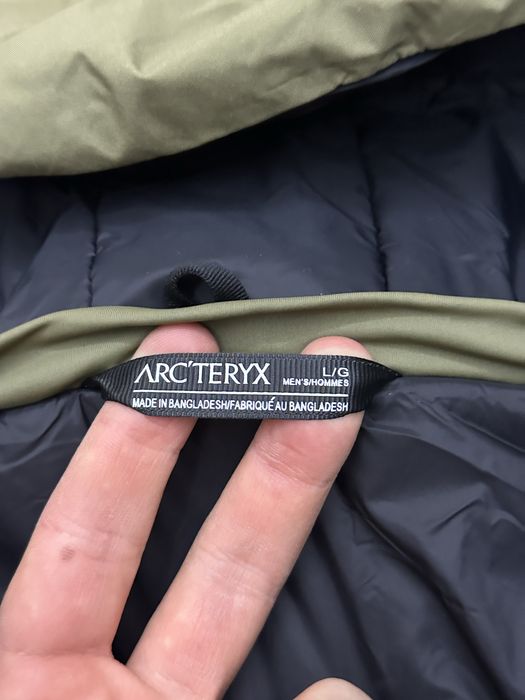 ARC'TERYX
L/G
MEN'S/HOMMES
MADE IN BANGLADESH/FABRIQUÉ AU BANGLADESH